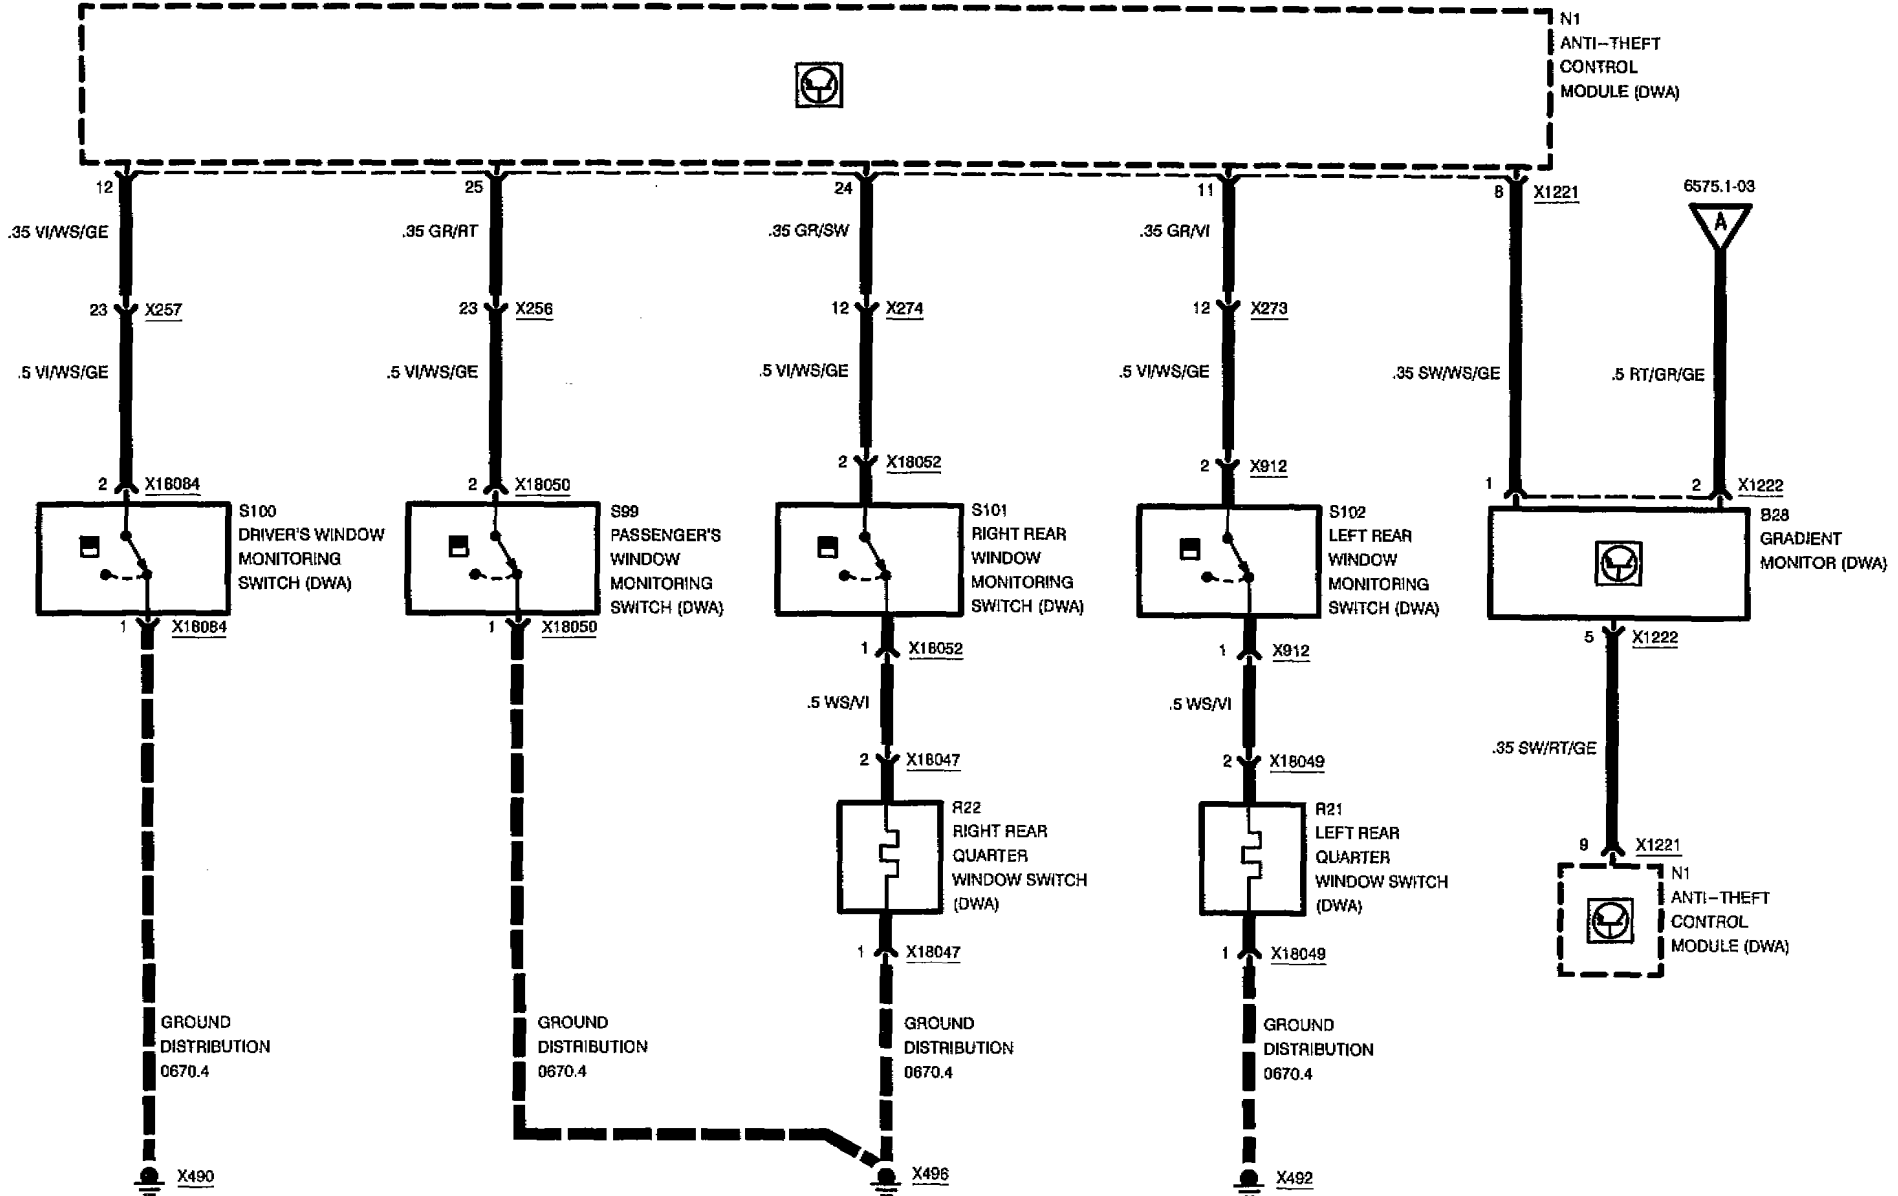 N1
ANTI-THEFT
CONTROL
MODULE (DWA)
12
25
24
11
8
X1221
6575.1-03
A
.35 VI/WS/GE
.35 GR/RT
.35 GR/SW
.35 GR/VI
23
X257
23
X256
12
X274
12
X273
.5 VI/WS/GE
.5 VI/WS/GE
.5 VI/WS/GE
.5 VI/WS/GE
.35 SW/WS/GE
.5 RT/GR/GE
2
X18084
2
X18050
2
X18052
2
X912
1
2
X1222
S100
DRIVER'S WINDOW
MONITORING
SWITCH (DWA)
S99
PASSENGER'S
WINDOW
MONITORING
SWITCH (DWA)
S101
RIGHT REAR
WINDOW
MONITORING
SWITCH (DWA)
S102
LEFT REAR
WINDOW
MONITORING
SWITCH (DWA)
B28
GRADIENT
MONITOR (DWA)
1
X18084
1
X18050
1
X18052
1
X912
5
X1222
.5 WS/VI
.5 WS/VI
.35 SW/RT/GE
2
X18047
2
X18049
R22
RIGHT REAR
QUARTER
WINDOW SWITCH
(DWA)
R21
LEFT REAR
QUARTER
WINDOW SWITCH
(DWA)
9
X1221
N1
ANTI-THEFT
CONTROL
MODULE (DWA)
1
X18047
1
X18049
GROUND
DISTRIBUTION
0670.4
GROUND
DISTRIBUTION
0670.4
GROUND
DISTRIBUTION
0670.4
GROUND
DISTRIBUTION
0670.4
X490
X496
X492